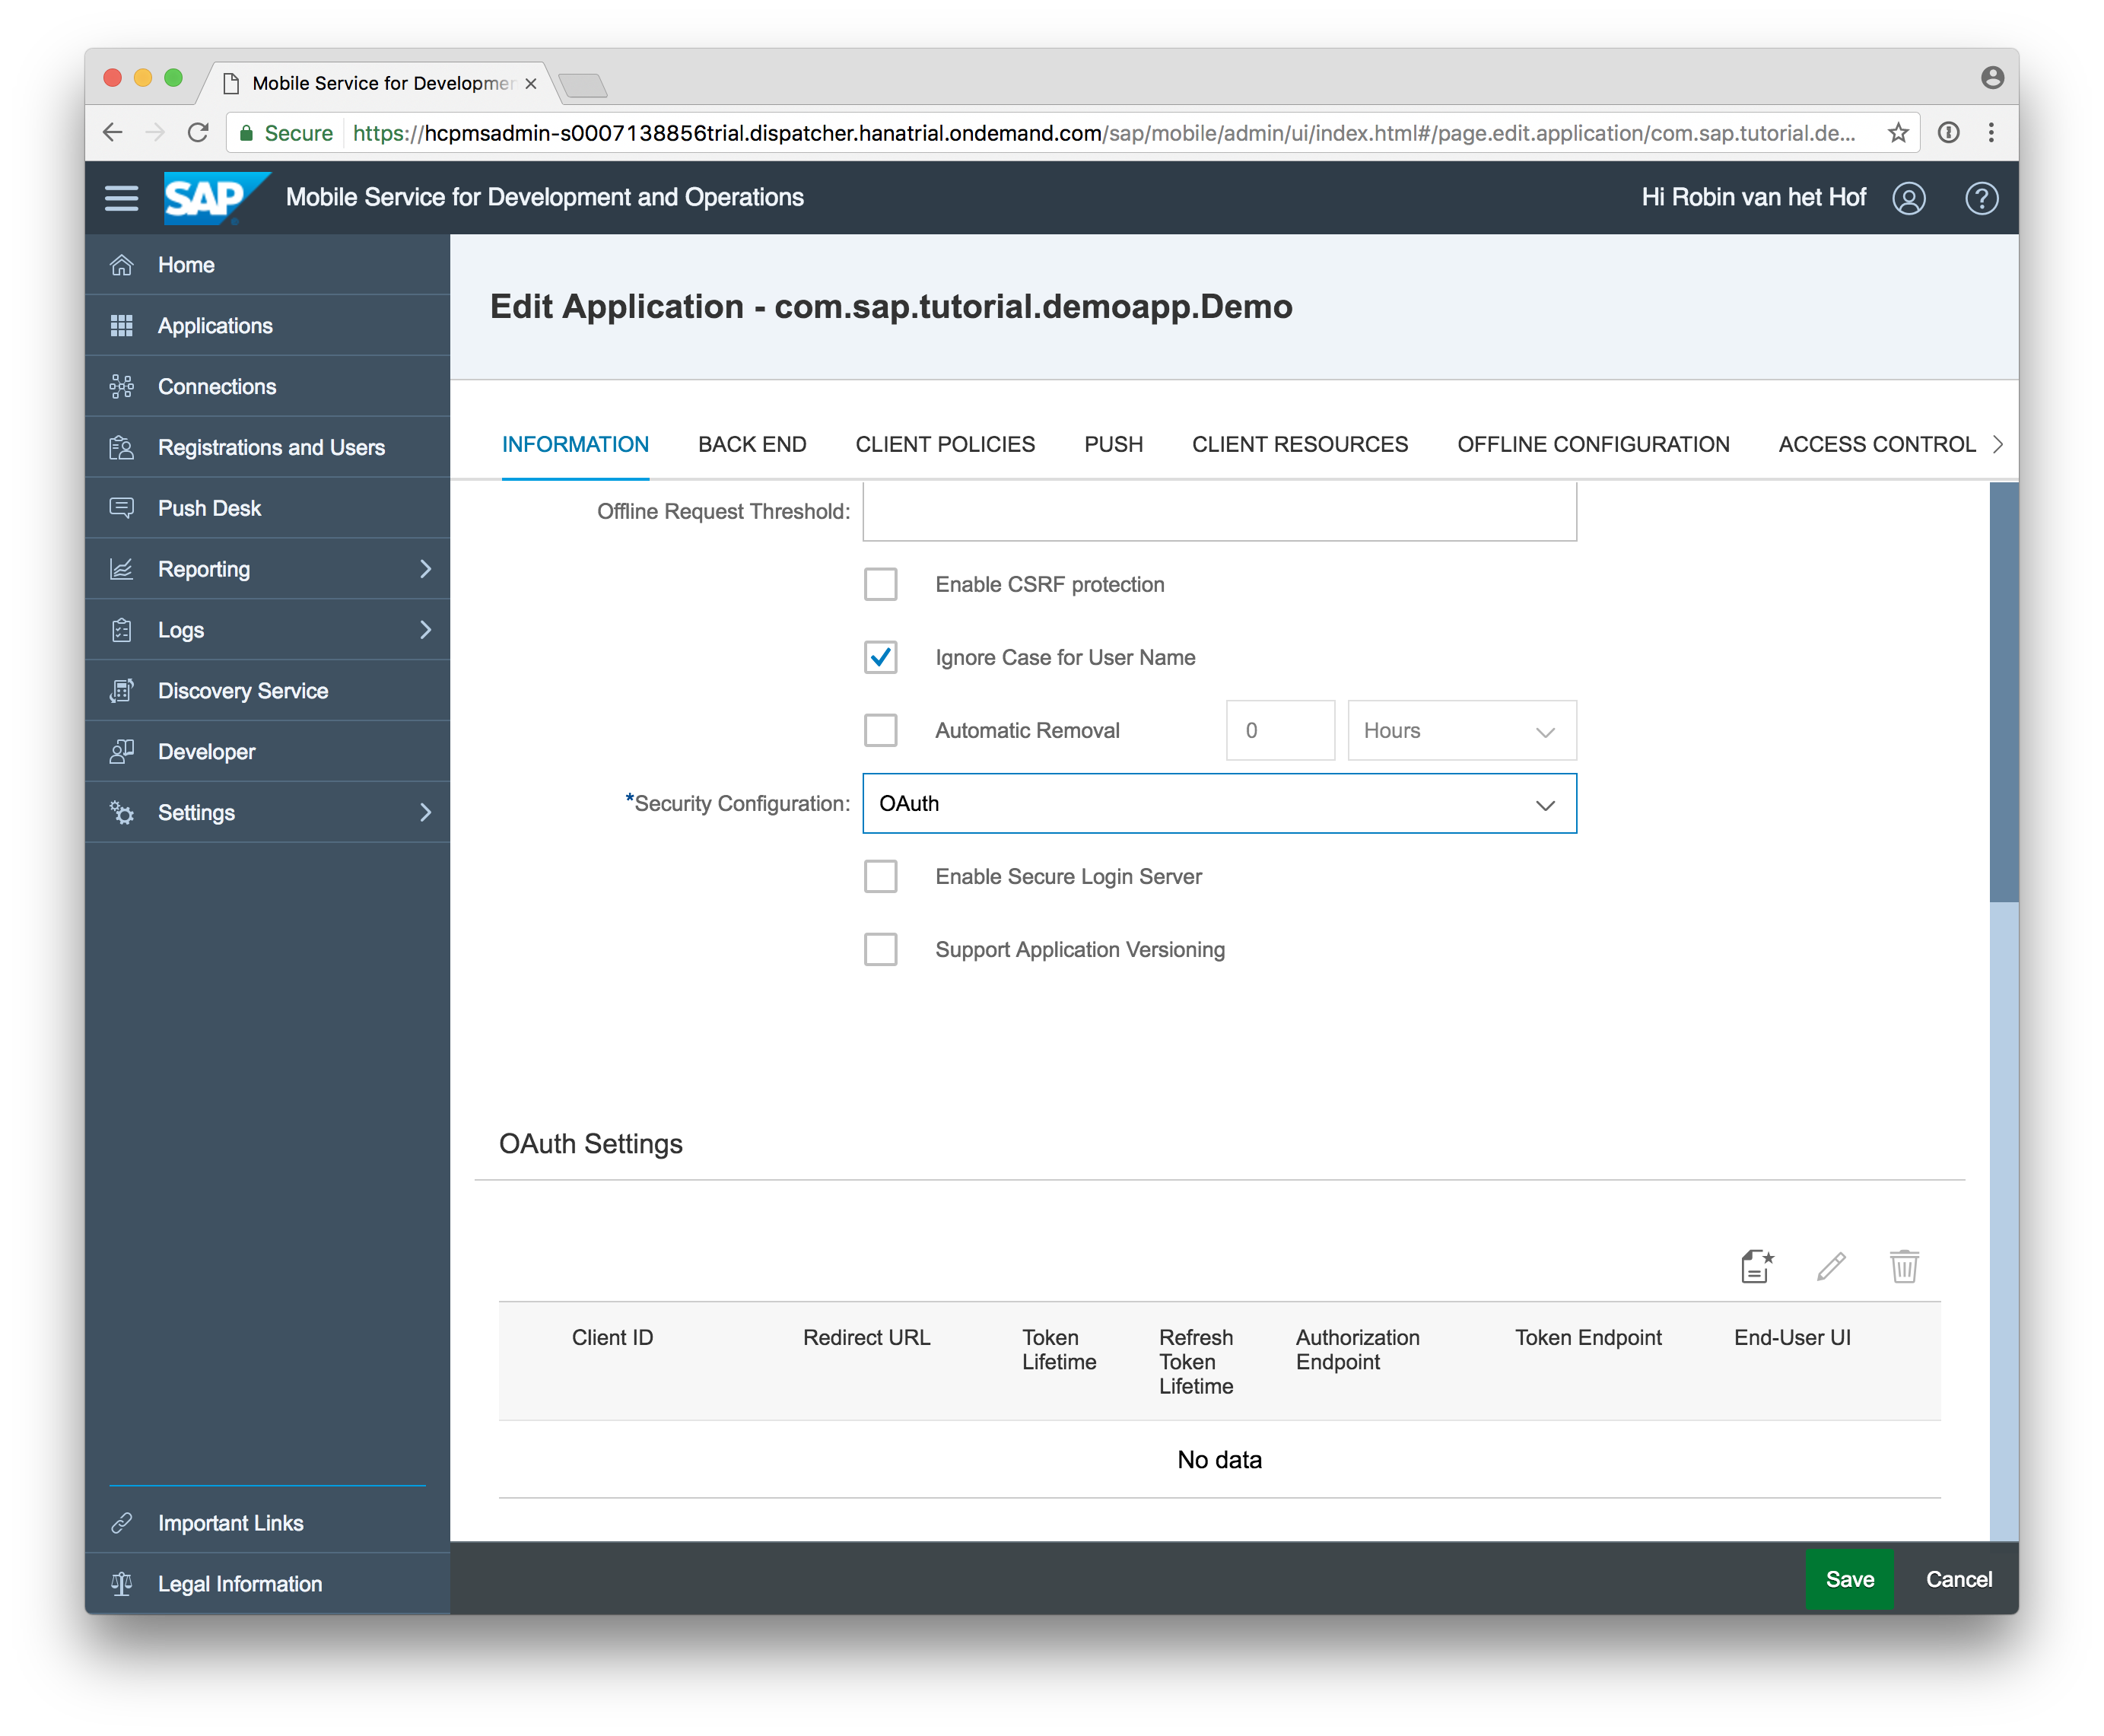 Mobile Service for Developmen
Secure https://hcpmsadmin-s0007138856trial.dispatcher.hanatrial.ondemand.com/sap/mobile/admin/ui/index.html#/page.edit.application/com.sap.tutorial.de...
SAP Mobile Service for Development and Operations
Hi Robin van het Hof
Home
Applications
Connections
Registrations and Users
Push Desk
Reporting
Logs
Discovery Service
Developer
Settings
Important Links
Legal Information
Edit Application - com.sap.tutorial.demoapp.Demo
INFORMATION BACK END CLIENT POLICIES PUSH CLIENT RESOURCES OFFLINE CONFIGURATION ACCESS CONTROL
Offline Request Threshold:
Enable CSRF protection
Ignore Case for User Name
Automatic Removal 0 Hours
*Security Configuration: OAuth
Enable Secure Login Server
Support Application Versioning
OAuth Settings
Client ID
Redirect URL
Token
Lifetime
Refresh
Token
Lifetime
Authorization
Endpoint
Token Endpoint
End-User UI
No data
Save Cancel